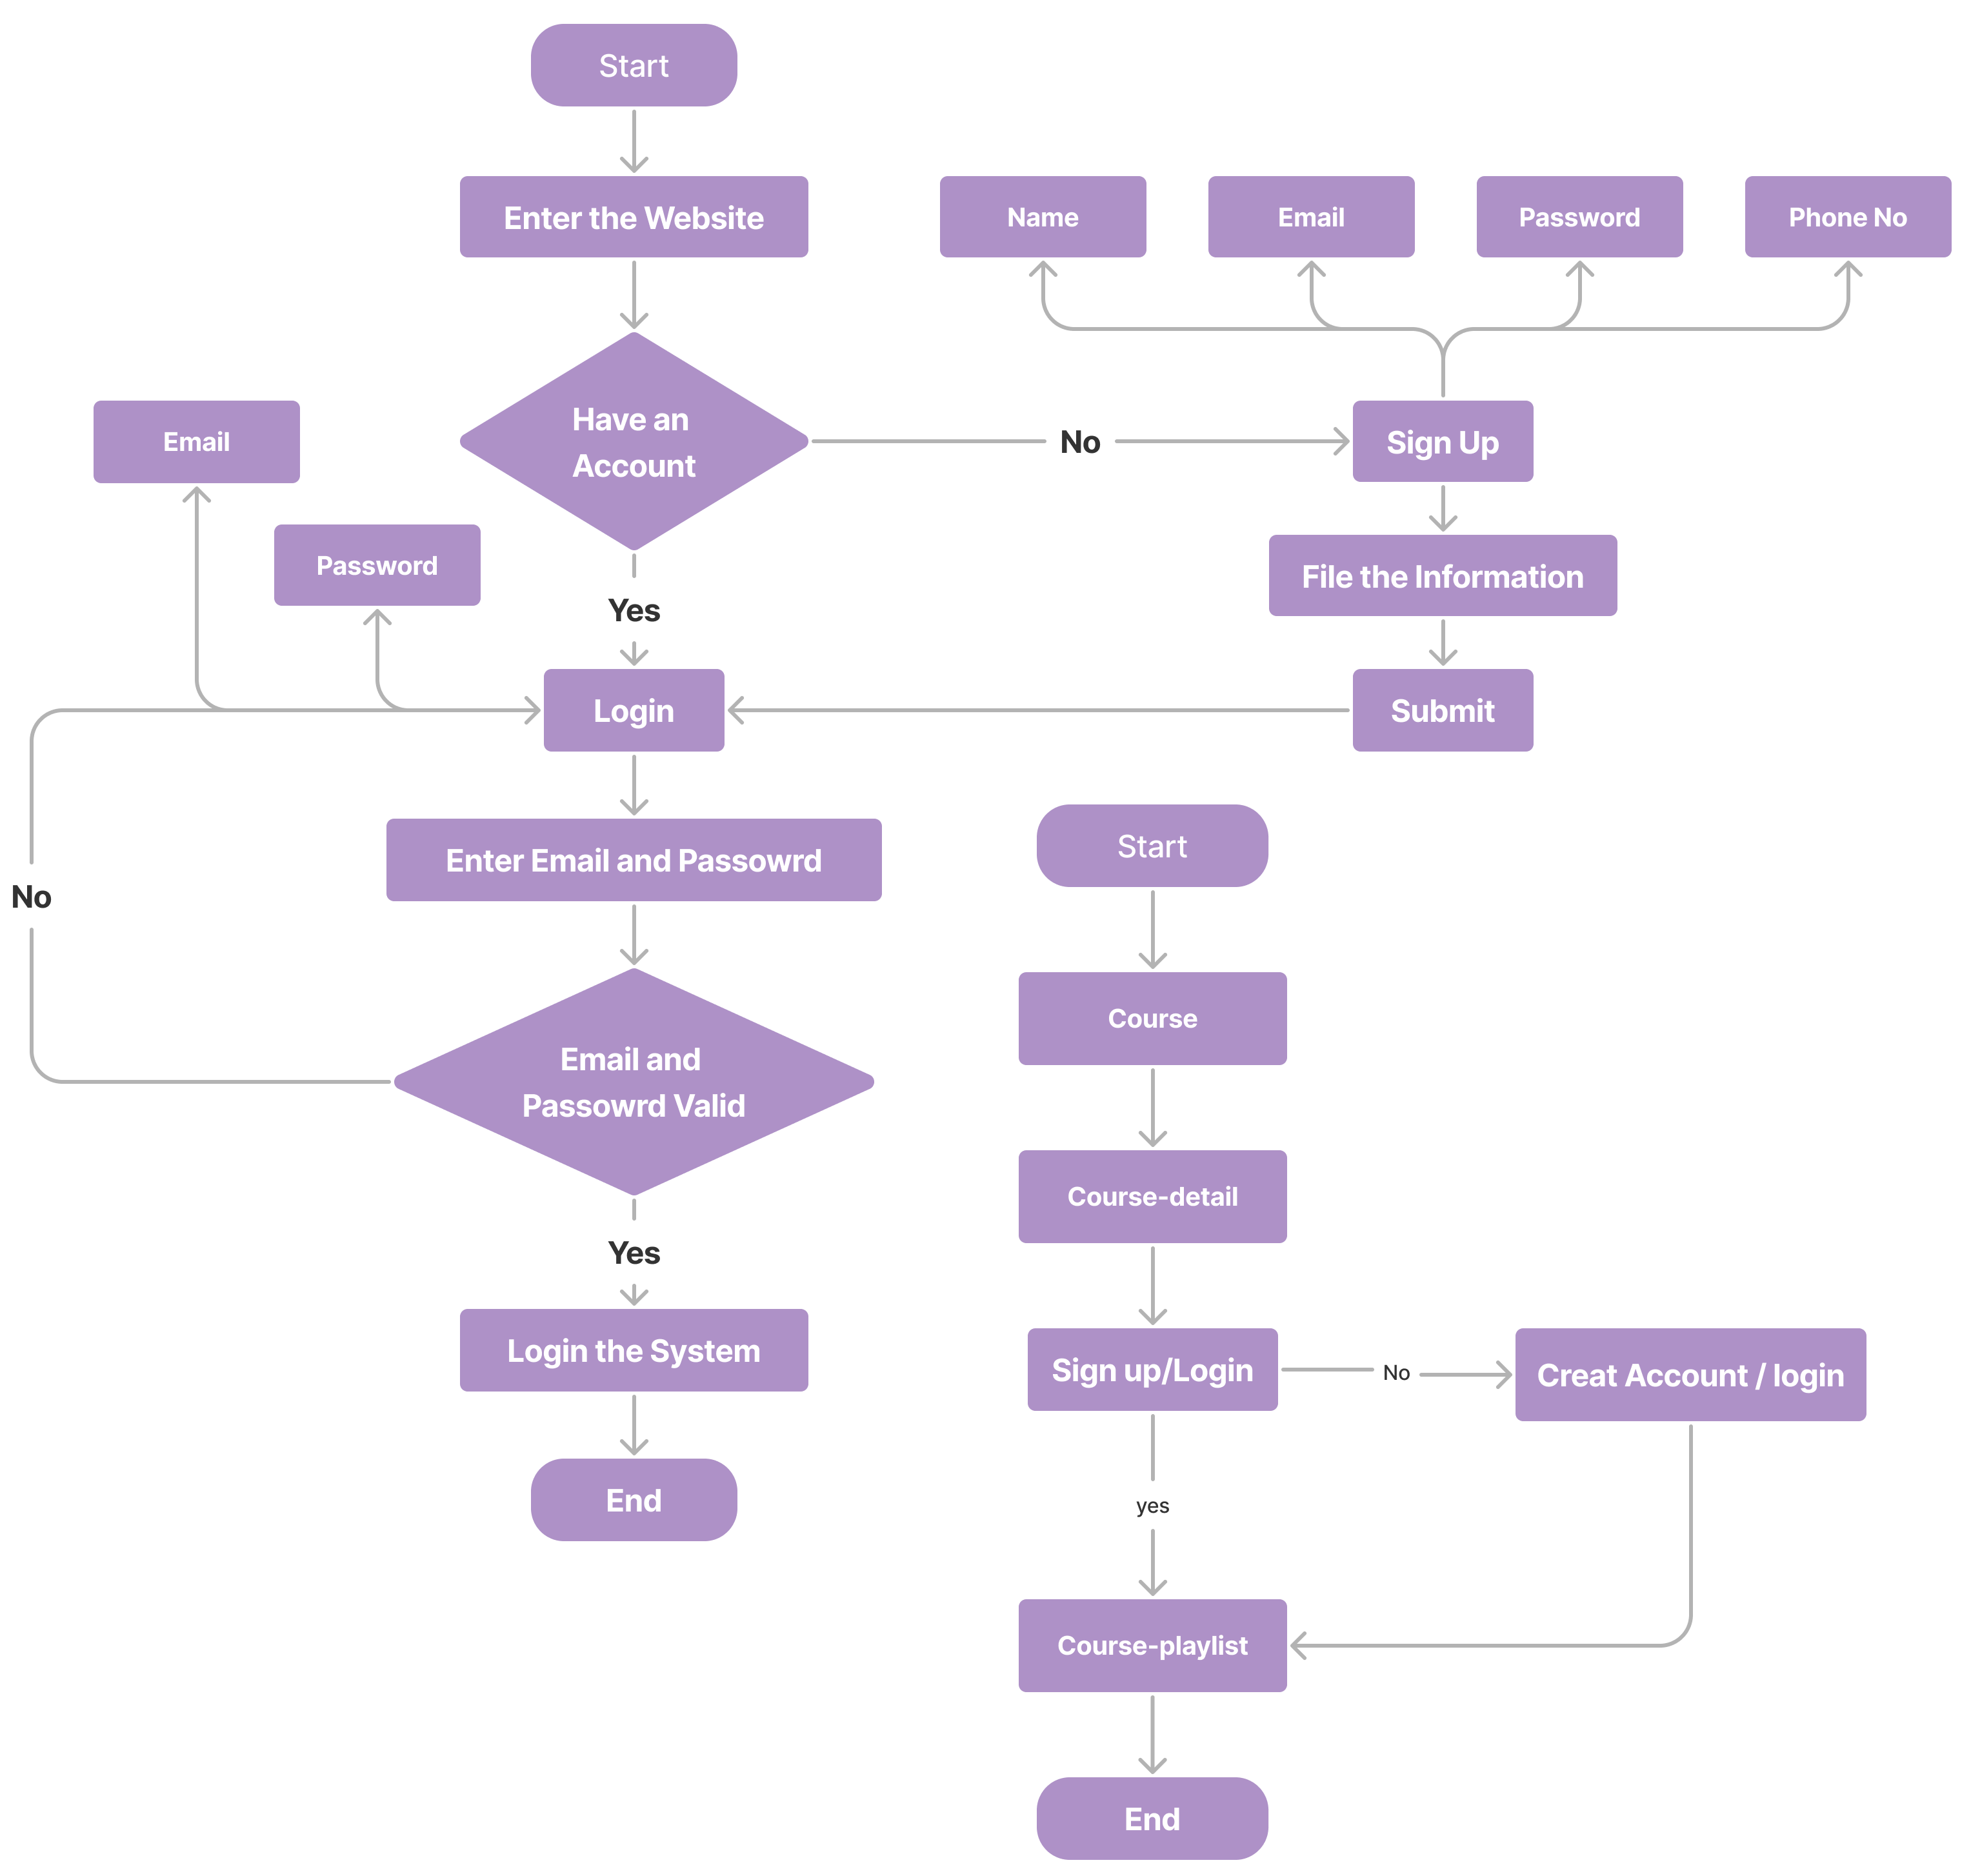 Start
Enter the Website
Name
Email
Password
Phone No
Have an
Account
No
Sign Up
Email
Password
File the Information
Yes
Login
Submit
Enter Email and Passowrd
No
Email and
Passowrd Valid
Yes
Login the System
End
Start
Course
Course-detail
Sign up/Login
No
Creat Account / login
yes
Course-playlist
End